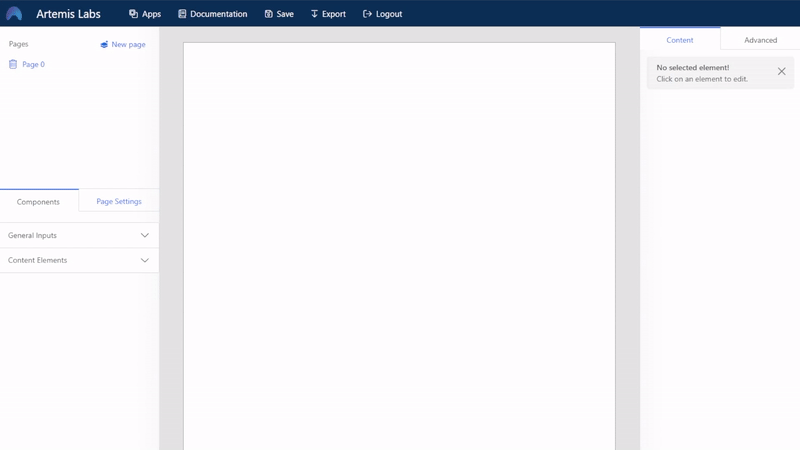 Artemis Labs Apps Documentation Save Export Logout
Pages New page
Page 0
Components Page Settings
General Inputs
Content Elements
Content Advanced
No selected element!
Click on an element to edit.